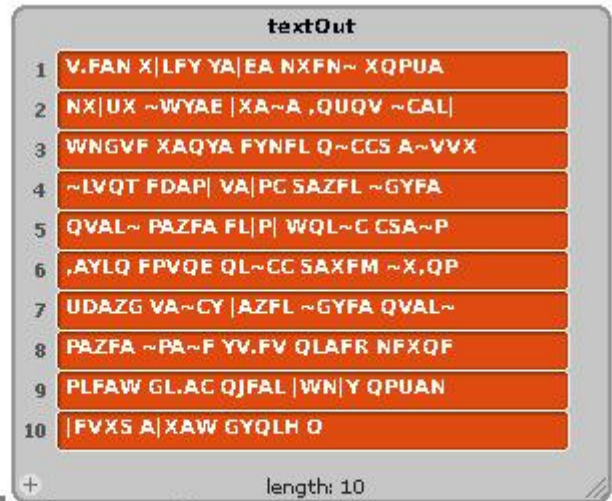 textOut
1 V.FAN X|LFY YA|EA NXFN~ XQPUA
2 NX|UX ~WYAE |XA~A ,QUQV ~CAL|
3 WNGVF XAQYA FYNFL Q~CCS A~VVX
4 ~LVQT FDAP| VA|PC SAZFL ~GYFA
5 QVAL~ PAZFA FL|P| WQL~C CSA~P
6 ,AYLQ FPVQE QL~CC SAXFM ~X,QP
7 UDAZG VA~CY |AZFL ~GYFA QVAL~
8 PAZFA ~PA~F YV.FV QLAFR NFXQF
9 PLFAW GL.AC QJFAL |WN|Y QPUAN
10 |FVXS A|XAW GYQLH Q
+ length: 10